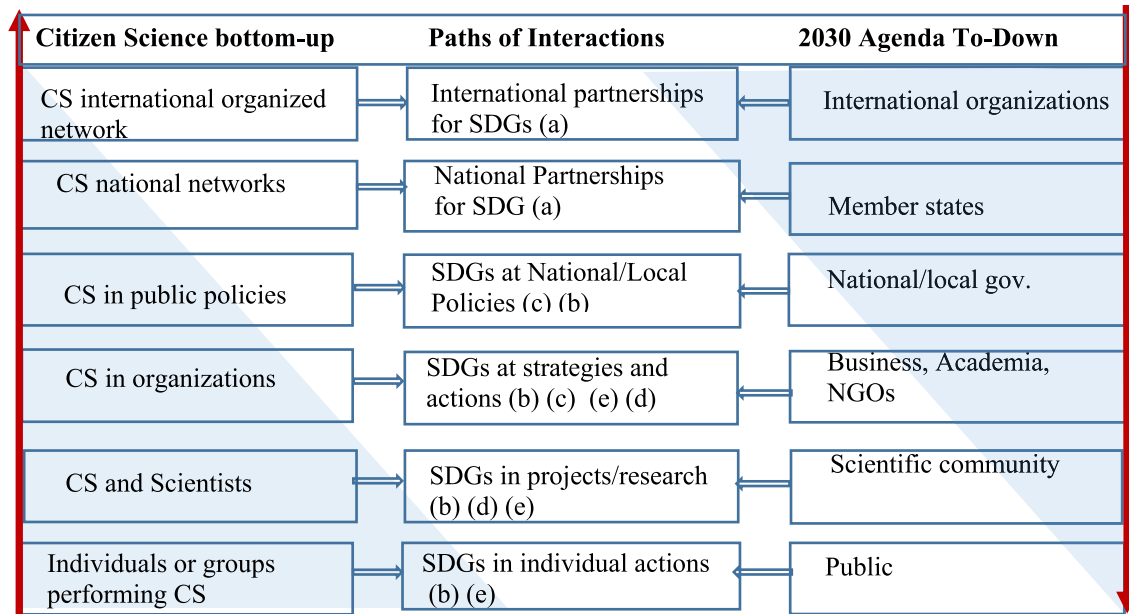 Citizen Science bottom-up
Paths of Interactions
2030 Agenda To-Down
CS international organized
network
International partnerships
for SDGs (a)
International organizations
CS national networks
National Partnerships
for SDG (a)
Member states
CS in public policies
SDGs at National/Local
Policies (c) (b)
National/local gov.
CS in organizations
SDGs at strategies and
actions (b) (c) (e) (d)
Business, Academia,
NGOs
CS and Scientists
SDGs in projects/research
(b) (d) (e)
Scientific community
Individuals or groups
performing CS
SDGs in individual actions
(b) (e)
Public